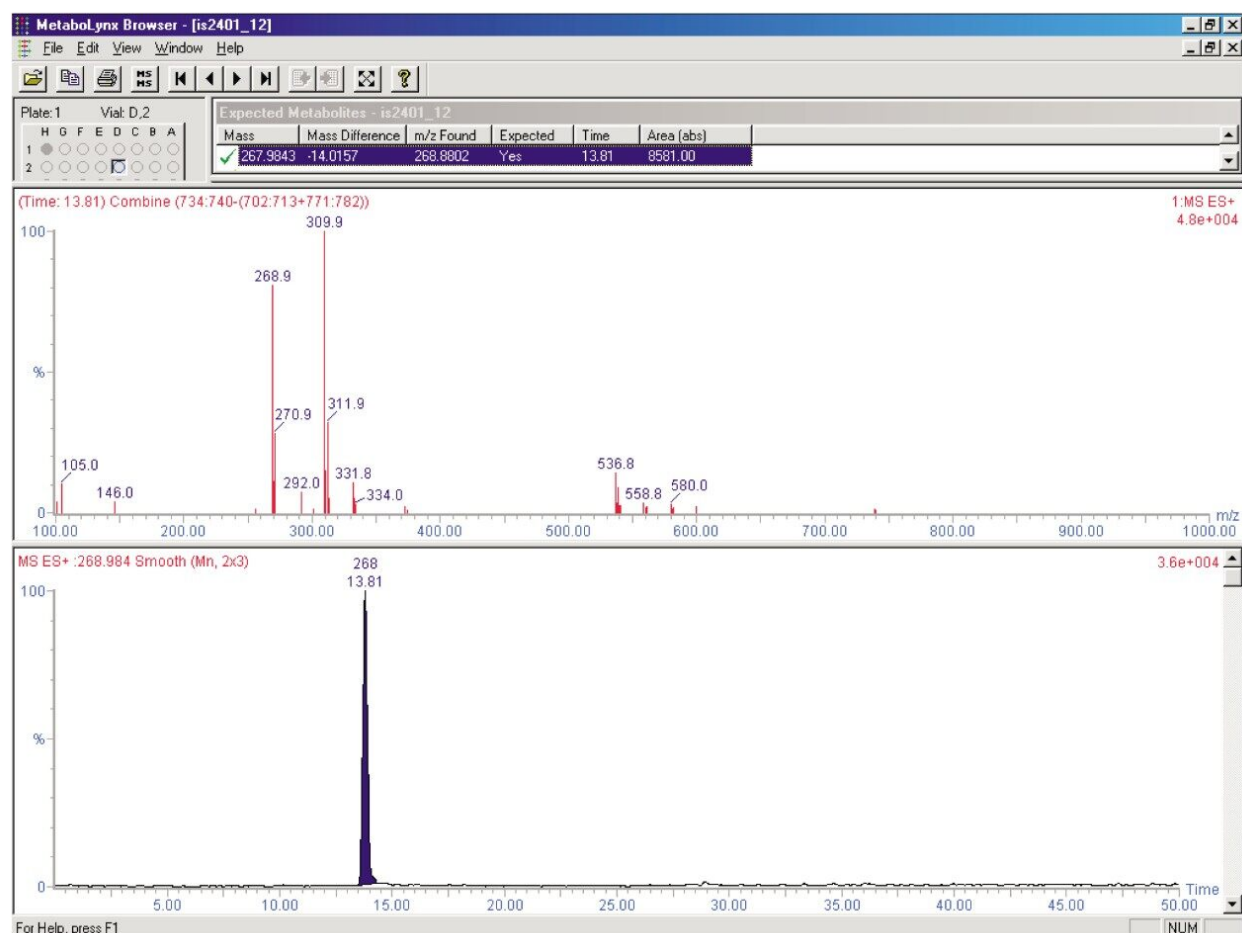 MetaboLynx Browser - [is2401_12]
File Edit View Window Help
MS
MS
Plate: 1 Vial: D,2
H G F E D C B A
1
2
Expected Metabolites - is2401_12
Mass Mass Difference m/z Found Expected Time Area (abs)
267.9843 -14.0157 268.8802 Yes 13.81 8581.00
(Time: 13.81) Combine (734:740-(702:713+771:782))
1:MS ES+
4.8e+004
100
%
0
309.9
268.9
311.9
270.9
105.0
146.0
292.0
331.8
334.0
536.8
558.8
580.0
100.00 200.00 300.00 400.00 500.00 600.00 700.00 800.00 900.00 1000.00
m/z
MS ES+ :268.984 Smooth (Mn, 2x3)
3.6e+004
268
13.81
100
%
0
Time
5.00 10.00 15.00 20.00 25.00 30.00 35.00 40.00 45.00 50.00
For Help, press F1
NUM